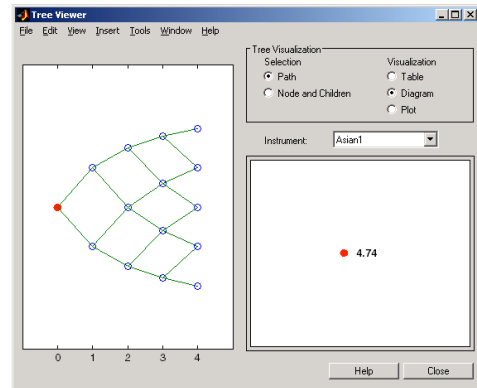 Tree Viewer
File Edit View Insert Tools Window Help
Tree Visualization
Selection
Path
Node and Children
Visualization
Table
Diagram
Plot
Instrument:
Asian1
4.74
0 1 2 3 4
Help
Close